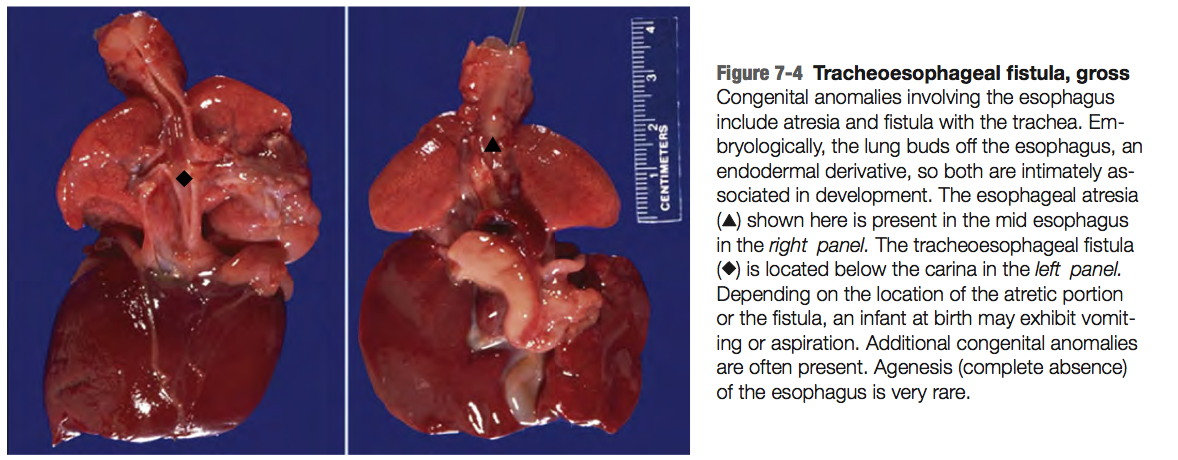 4
3
2
1
CENTIMETERS
Figure 7-4 Tracheoesophageal fistula, gross
Congenital anomalies involving the esophagus
include atresia and fistula with the trachea. Em-
bryologically, the lung buds off the esophagus, an
endodermal derivative, so both are intimately as-
sociated in development. The esophageal atresia
(▲) shown here is present in the mid esophagus
in the right panel. The tracheoesophageal fistula
(◆) is located below the carina in the left panel.
Depending on the location of the atretic portion
or the fistula, an infant at birth may exhibit vomit-
ing or aspiration. Additional congenital anomalies
are often present. Agenesis (complete absence)
of the esophagus is very rare.